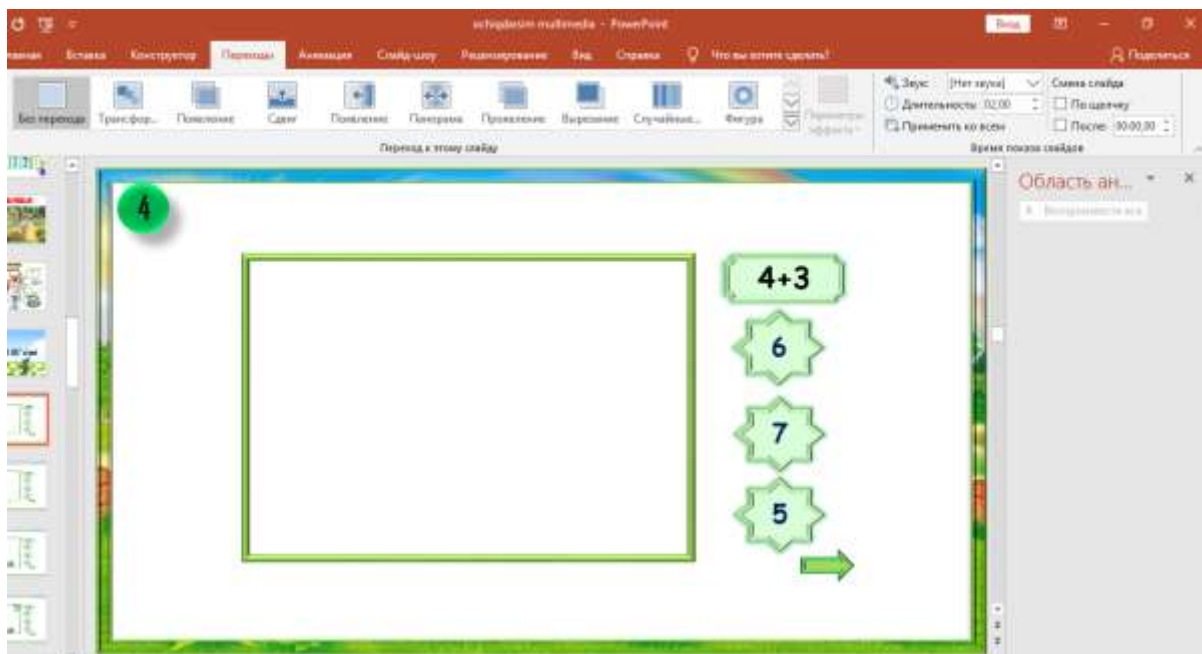 ochiqdarsim multimedia - PowerPoint
Вход
Вставка Конструктор Переходы Анимация Слайд-шоу Рецензирование Вид Справка Что вы хотите сделать? Поделиться
Без перехода Трансфор... Появление Сдвиг Появление Панорама Проявление Вырезание Случайные... Фигура Параметры эффектов
Переход к этому слайду
Звук: [Нет звука]
Длительность: 02,00
Применить ко всем
Смена слайда
По щелчку
После: 00:00,00
Время показа слайдов
Область ан...
Воспроизвести все
4
4+3
6
7
5